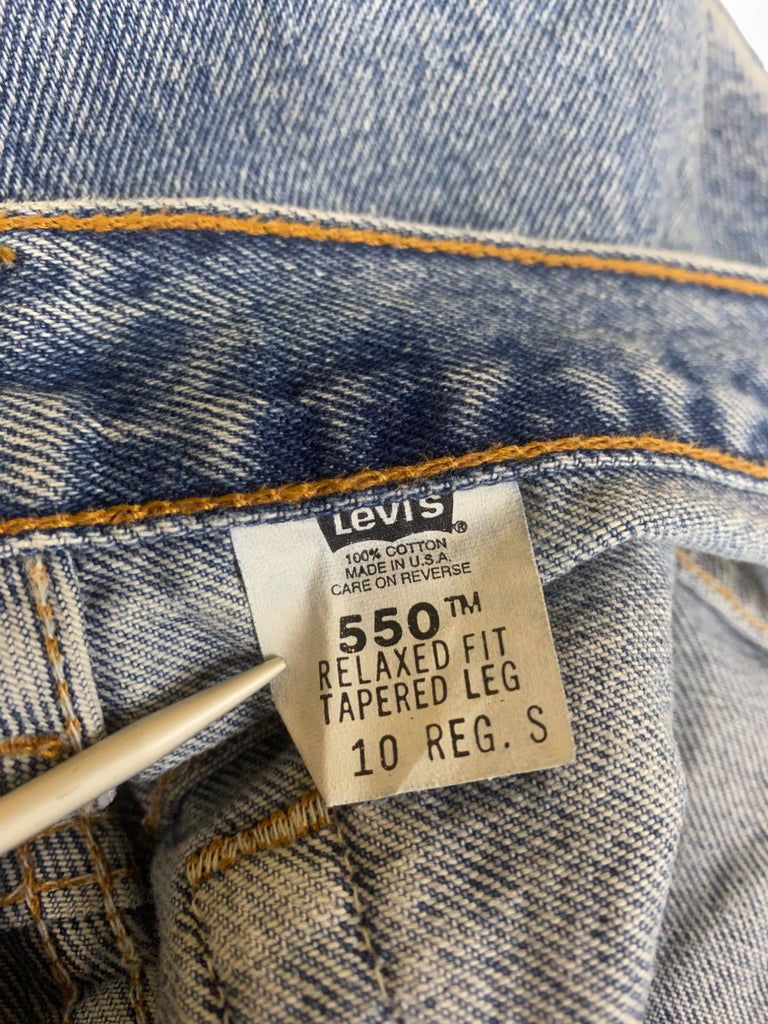 Levi's ®
100% COTTON
MADE IN U.S.A.
CARE ON REVERSE
550™
RELAXED FIT
TAPERED LEG
10 REG. S